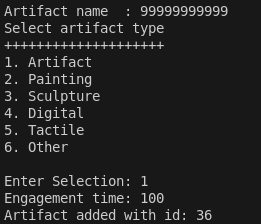 Artifact name  : 99999999999
Select artifact type
++++++++++++++++++++
1. Artifact
2. Painting
3. Sculpture
4. Digital
5. Tactile
6. Other

Enter Selection: 1
Engagement time: 100
Artifact added with id: 36